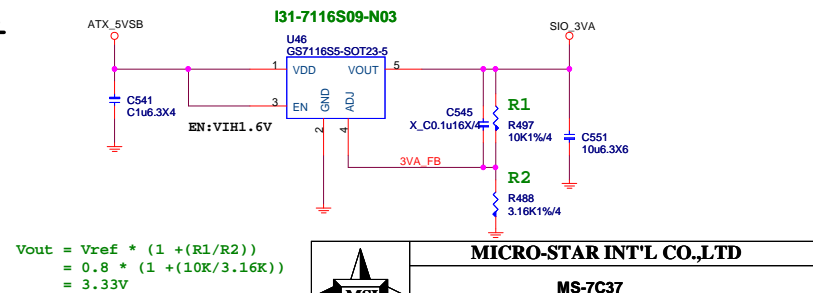 I31-7116S09-N03
ATX_5VSB
SIO_3VA
U46
GS7116S5-SOT23-5
1
VDD
VOUT
5
3
EN
GND
ADJ
2
4
C541
C1u6.3X4
EN:VIH1.6V
C545
X_C0.1u16X/4
R1
R497
10K1%/4
C551
10u6.3X6
3VA_FB
R2
R488
3.16K1%/4
Vout = Vref * (1 +(R1/R2))
= 0.8 * (1 +(10K/3.16K))
= 3.33V
MICRO-STAR INT'L CO.,LTD
MSI
MS-7C37